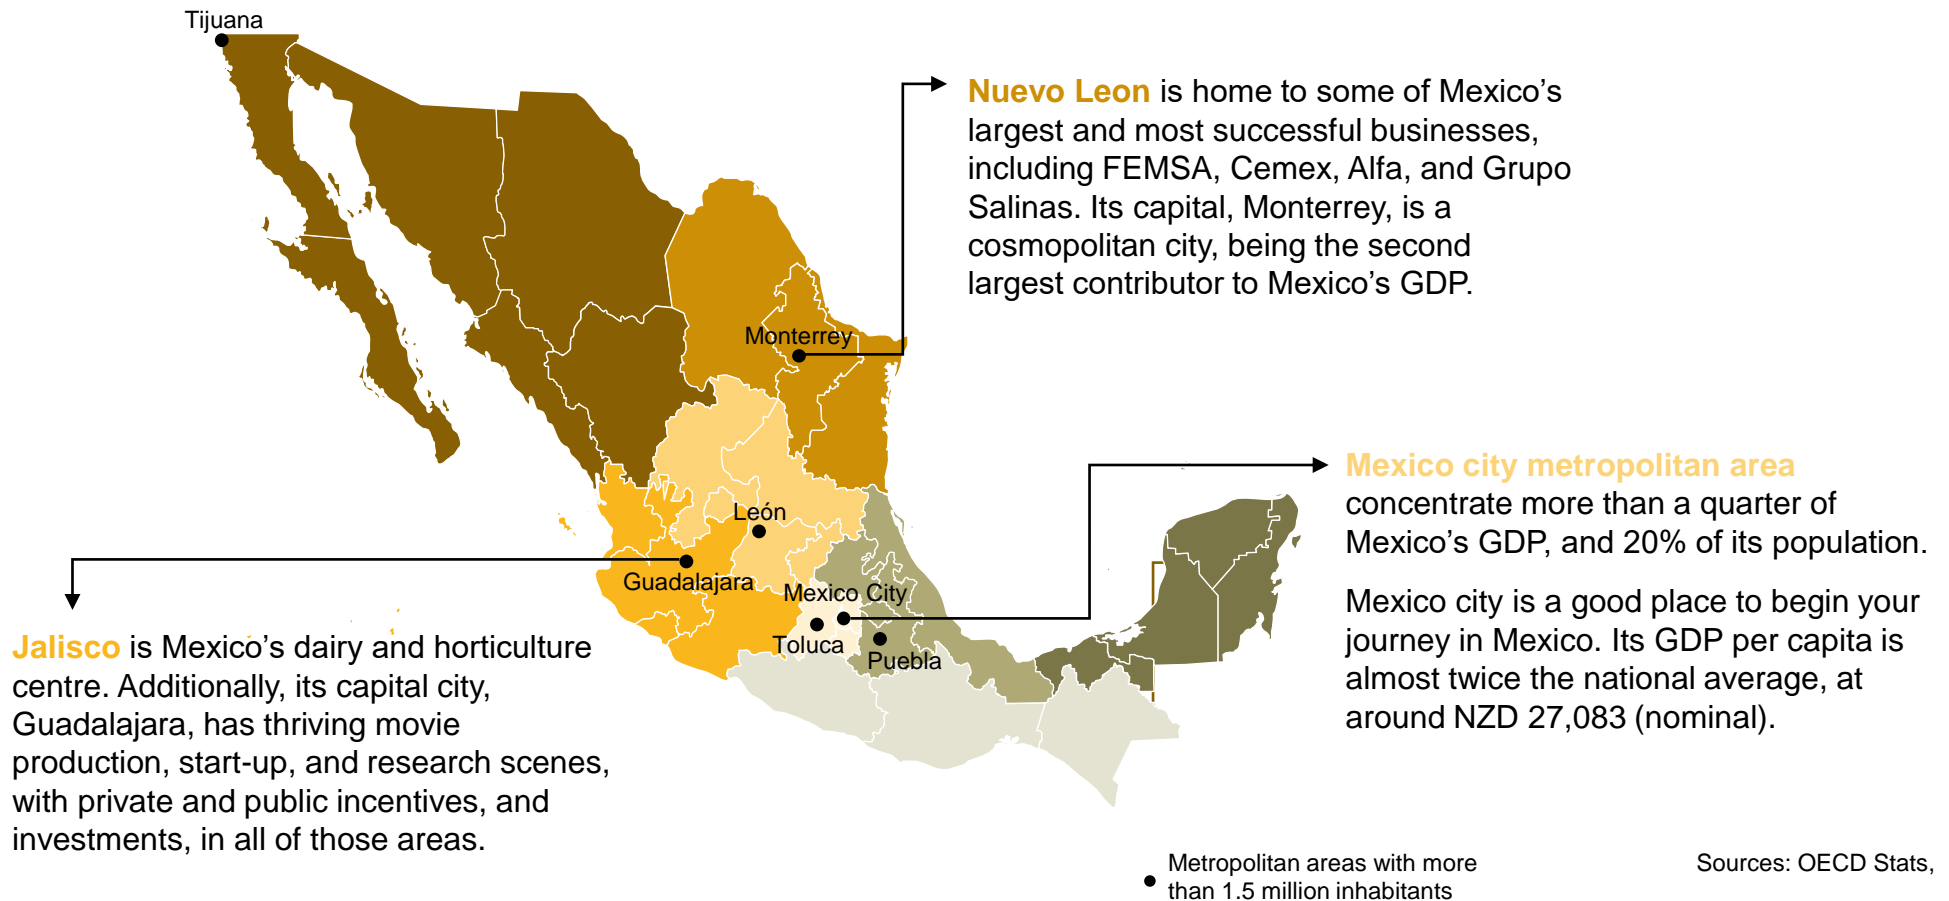 Tijuana
Nuevo Leon is home to some of Mexico’s
largest and most successful businesses,
including FEMSA, Cemex, Alfa, and Grupo
Salinas. Its capital, Monterrey, is a
cosmopolitan city, being the second
largest contributor to Mexico’s GDP.
Monterrey
León
Guadalajara
Mexico City
Toluca
Puebla
Mexico city metropolitan area
concentrate more than a quarter of
Mexico’s GDP, and 20% of its population.
Mexico city is a good place to begin your
journey in Mexico. Its GDP per capita is
almost twice the national average, at
around NZD 27,083 (nominal).
Jalisco is Mexico’s dairy and horticulture
centre. Additionally, its capital city,
Guadalajara, has thriving movie
production, start-up, and research scenes,
with private and public incentives, and
investments, in all of those areas.
Metropolitan areas with more
than 1.5 million inhabitants
Sources: OECD Stats,